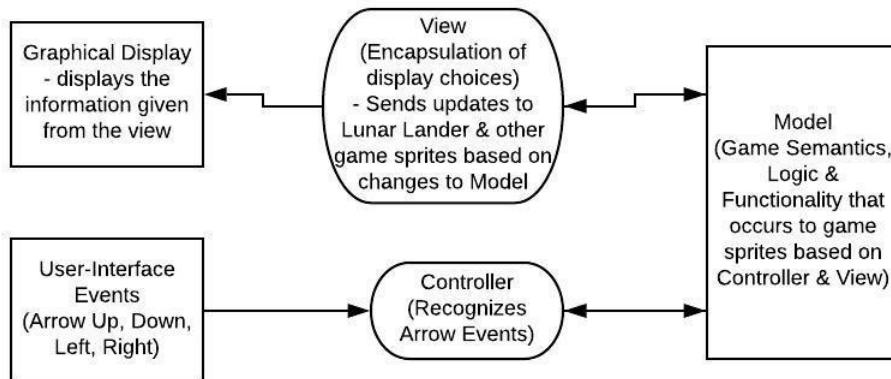 Graphical Display
- displays the
information given
from the view
View
(Encapsulation of
display choices)
- Sends updates to
Lunar Lander & other
game sprites based on
changes to Model
Model
(Game Semantics,
Logic &
Functionality that
occurs to game
sprites based on
Controller & View)
User-Interface
Events
(Arrow Up, Down,
Left, Right)
Controller
(Recognizes
Arrow Events)